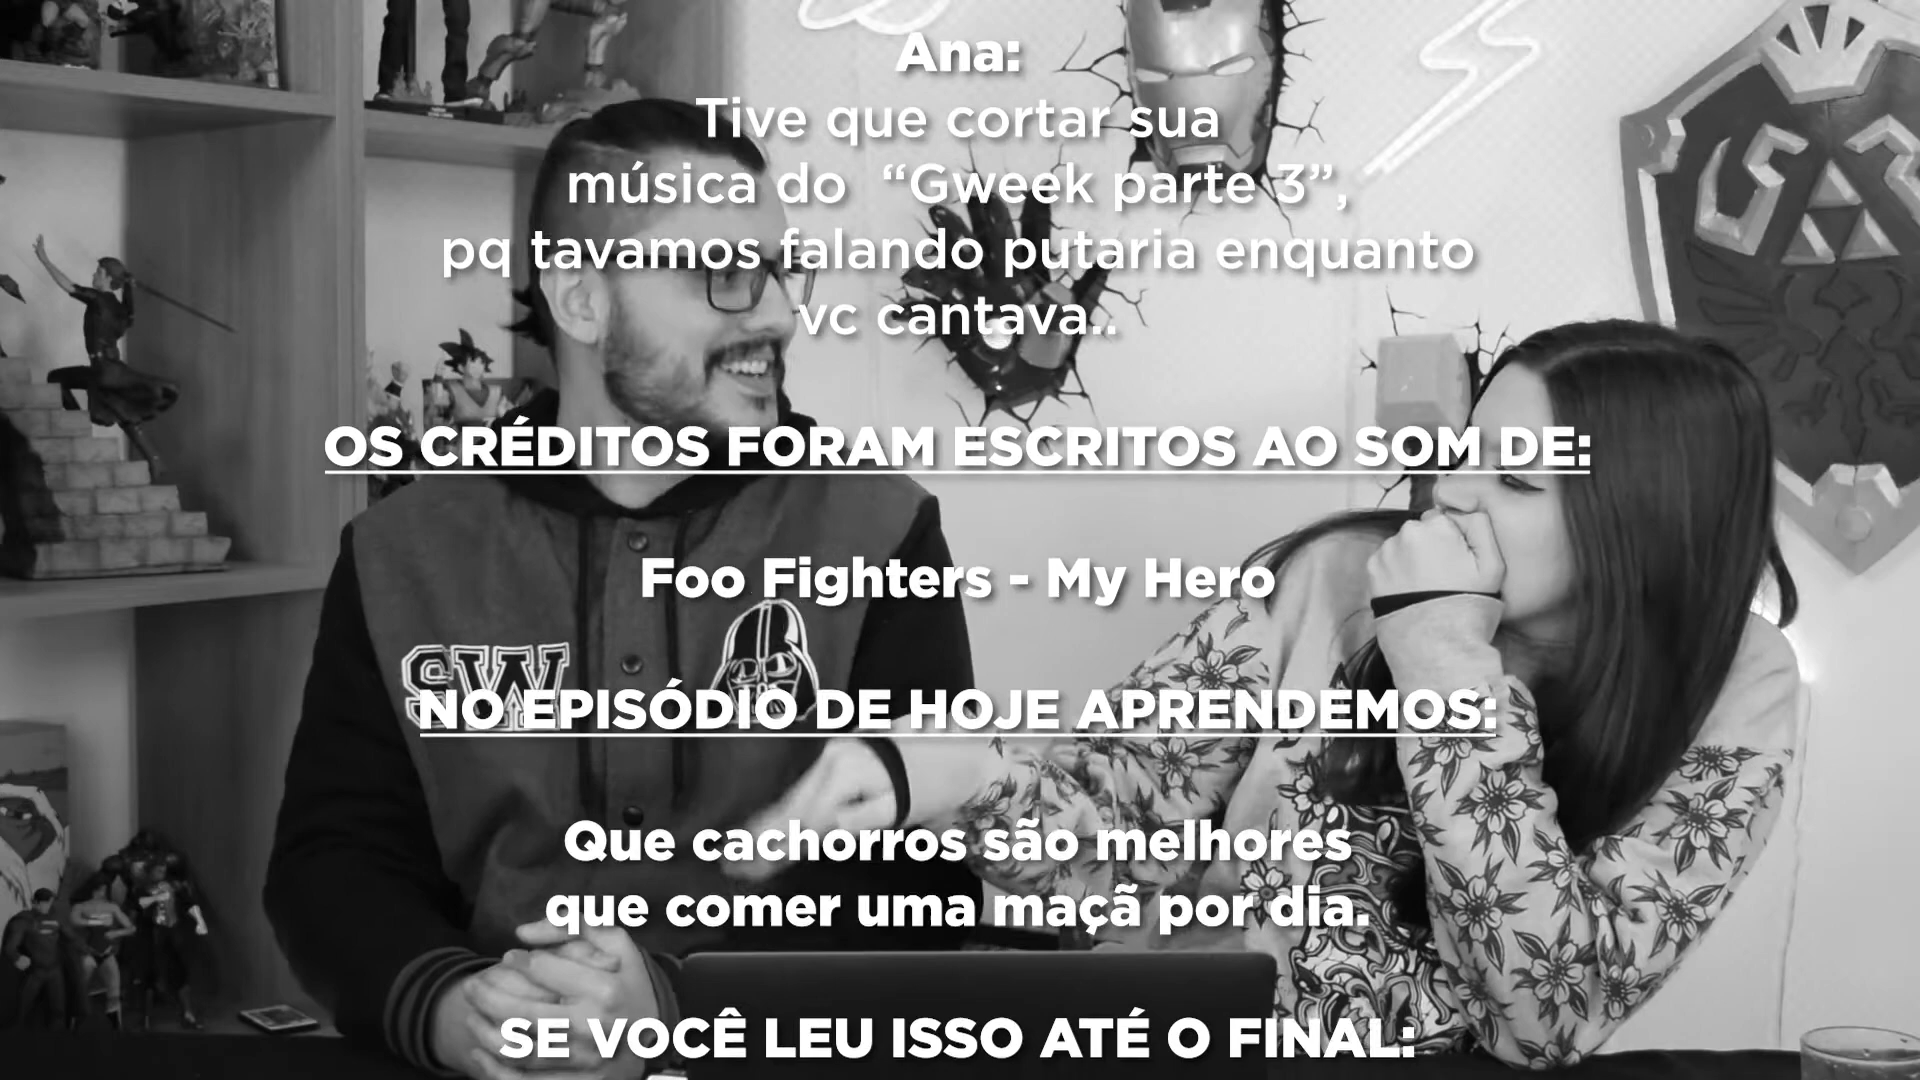 Ana:
Tive que cortar sua
música do “Gweek parte 3”,
pq tavamos falando putaria enquanto
vc cantava..
OS CRÉDITOS FORAM ESCRITOS AO SOM DE:
Foo Fighters - My Hero
SW
NO EPISÓDIO DE HOJE APRENDEMOS:
Que cachorros são melhores
que comer uma maçã por dia.
SE VOCÊ LEU ISSO ATÉ O FINAL: